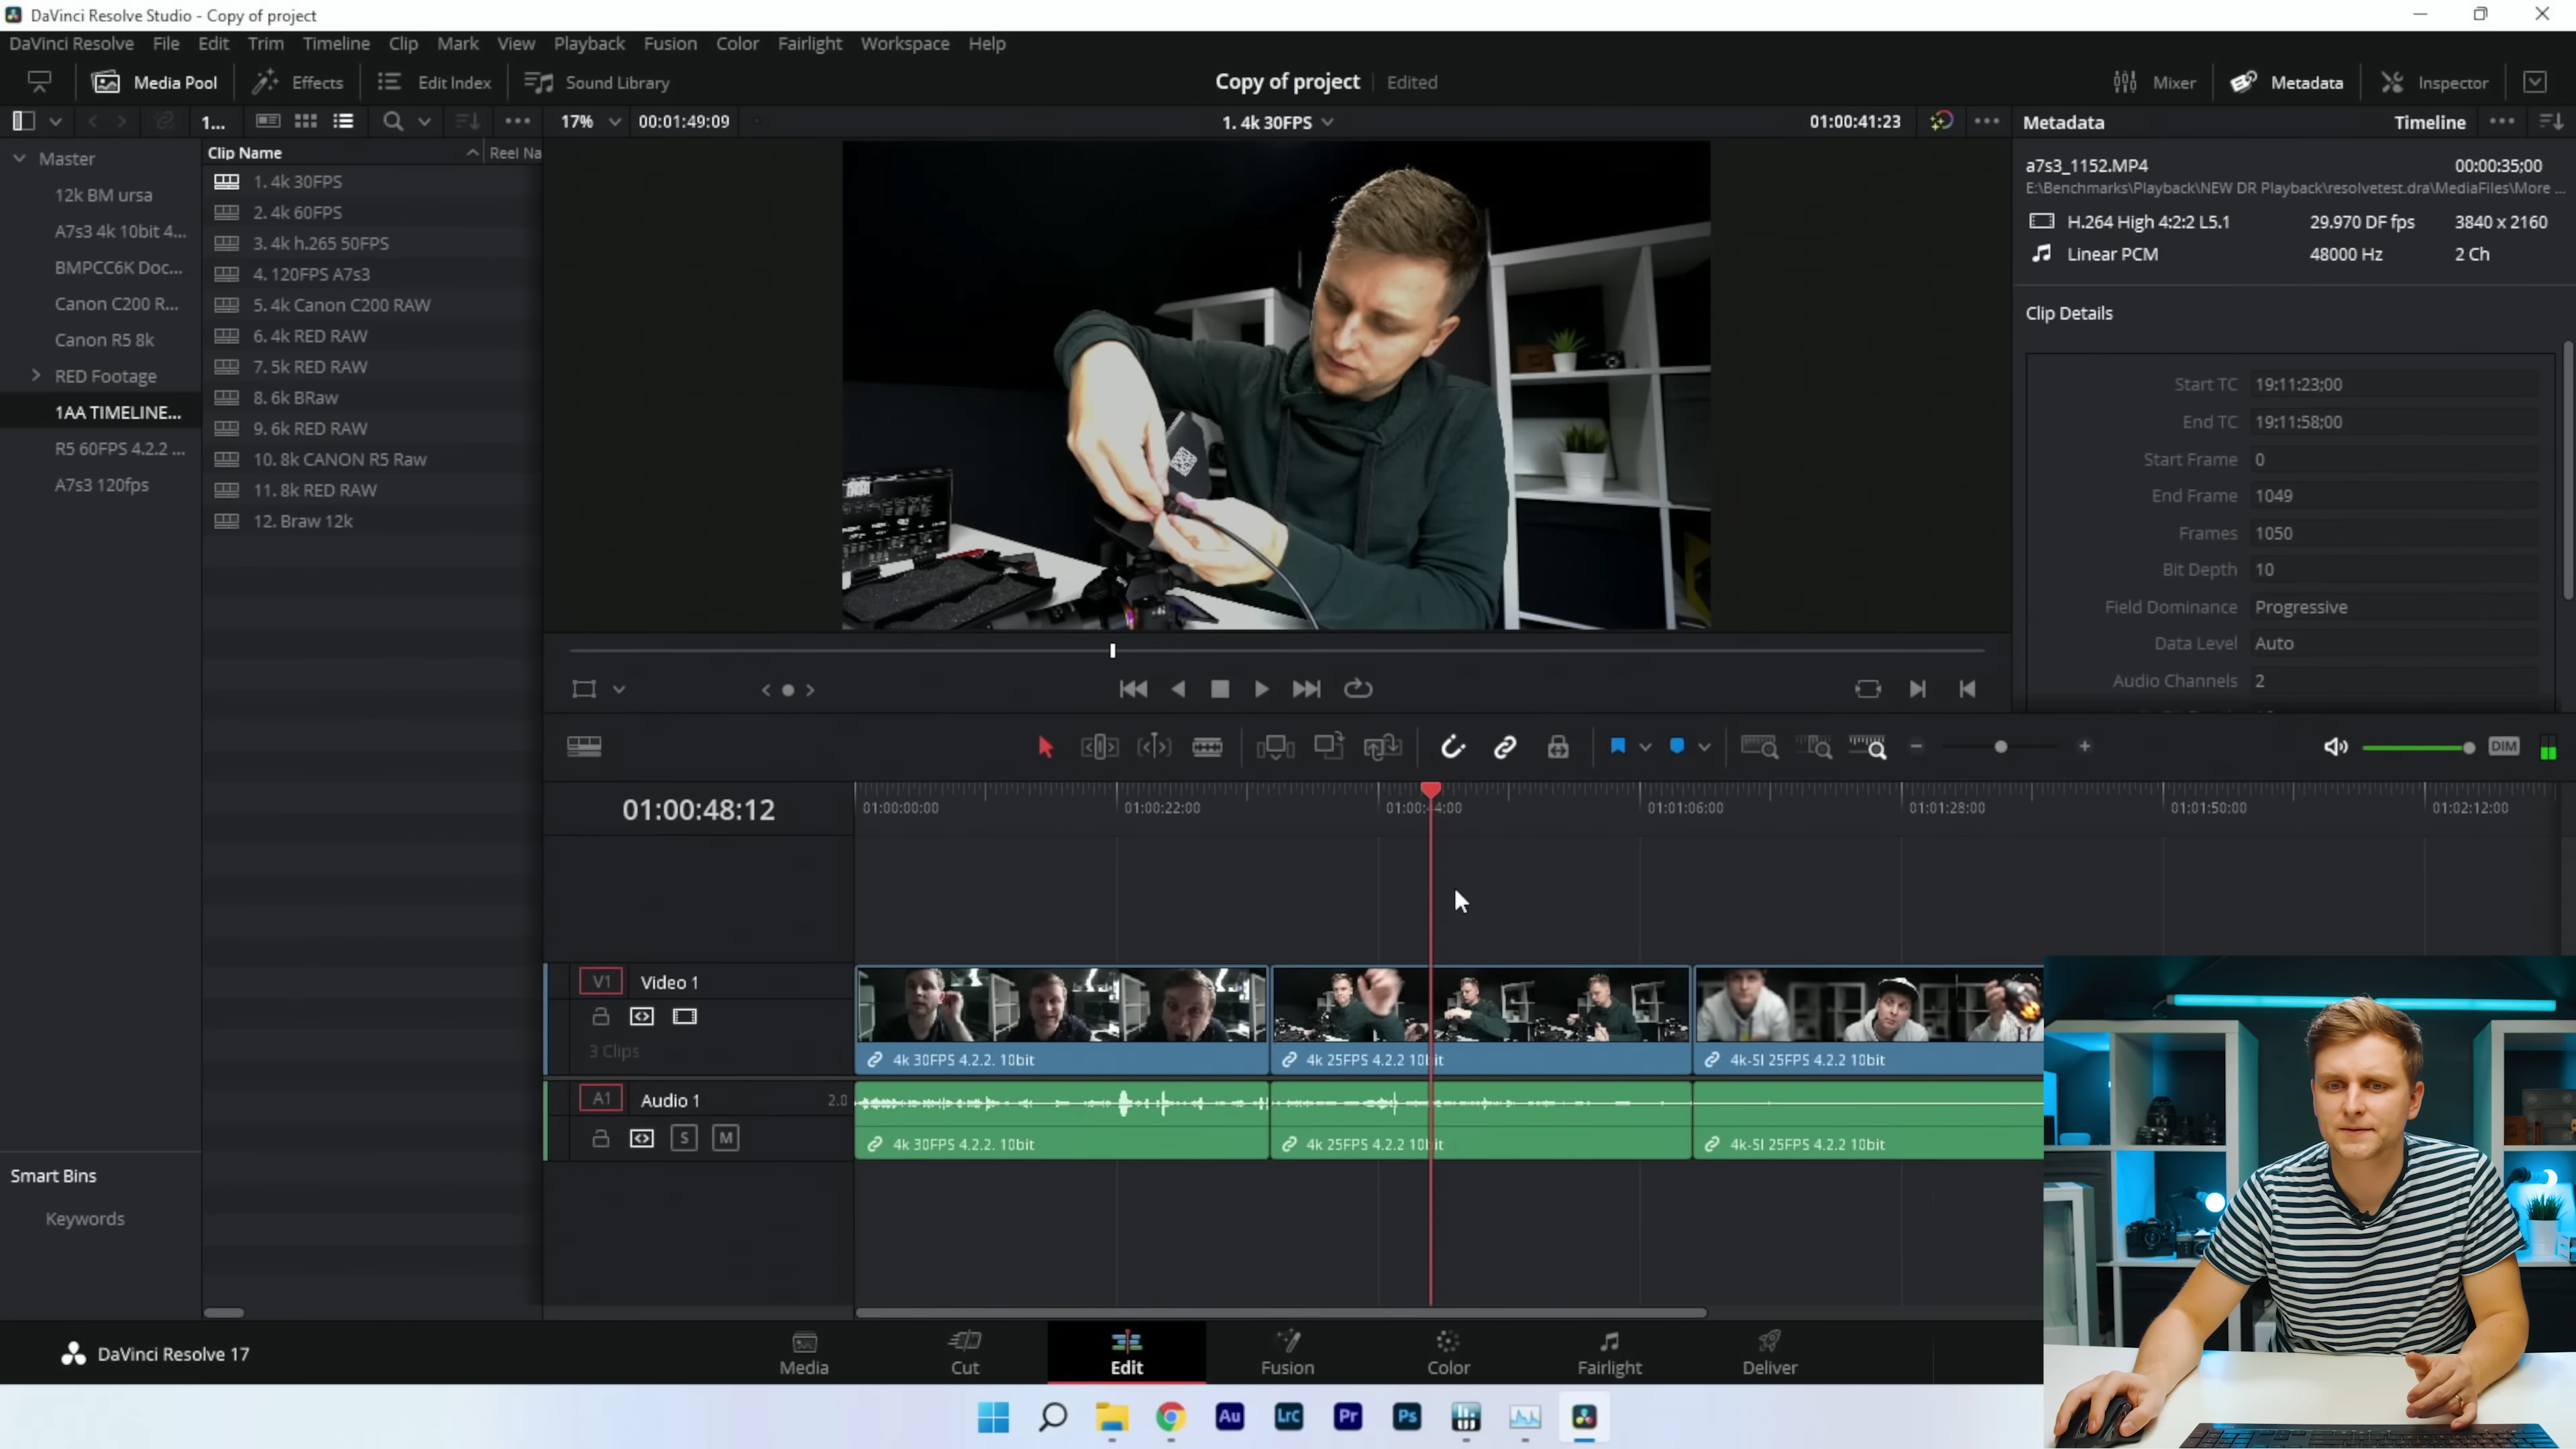 DaVinci Resolve Studio - Copy of project
DaVinci Resolve File Edit Trim Timeline Clip Mark View Playback Fusion Color Fairlight Workspace Help
Media Pool Effects Edit Index Sound Library Copy of project Edited Mixer Metadata Inspector
1... 17% 00:01:49:09 1. 4k 30FPS 01:00:41:23 Metadata Timeline
Master
12k BM ursa
A7s3 4k 10bit 4...
BMPCC6K Doc...
Canon C200 R...
Canon R5 8k
RED Footage
1AA TIMELINE...
R5 60FPS 4.2.2 ...
A7s3 120fps
Smart Bins
Keywords
Clip Name Reel Na
1. 4k 30FPS
2. 4k 60FPS
3. 4k h.265 50FPS
4. 120FPS A7s3
5. 4k Canon C200 RAW
6. 4k RED RAW
7. 5k RED RAW
8. 6k BRaw
9. 6k RED RAW
10. 8k CANON R5 Raw
11. 8k RED RAW
12. Braw 12k
a7s3_1152.MP4 00:00:35;00
E:\Benchmarks\Playback\NEW DR Playback\resolvetest.dra\MediaFiles\More ...
H.264 High 4:2:2 L5.1 29.970 DF fps 3840 x 2160
Linear PCM 48000 Hz 2 Ch
Clip Details
Start TC 19:11:23;00
End TC 19:11:58;00
Start Frame 0
End Frame 1049
Frames 1050
Bit Depth 10
Field Dominance Progressive
Data Level Auto
Audio Channels 2
DIM
01:00:48:12 01:00:00:00 01:00:22:00 01:00:44:00 01:01:06:00 01:01:28:00 01:01:50:00 01:02:12:00
V1 Video 1
3 Clips
4k 30FPS 4.2.2. 10bit 4k 25FPS 4.2.2 10bit 4k-SI 25FPS 4.2.2 10bit
A1 Audio 1 2.0
S M
4k 30FPS 4.2.2. 10bit 4k 25FPS 4.2.2 10bit 4k-SI 25FPS 4.2.2 10bit
DaVinci Resolve 17 Media Cut Edit Fusion Color Fairlight Deliver
Au LrC Pr Ps